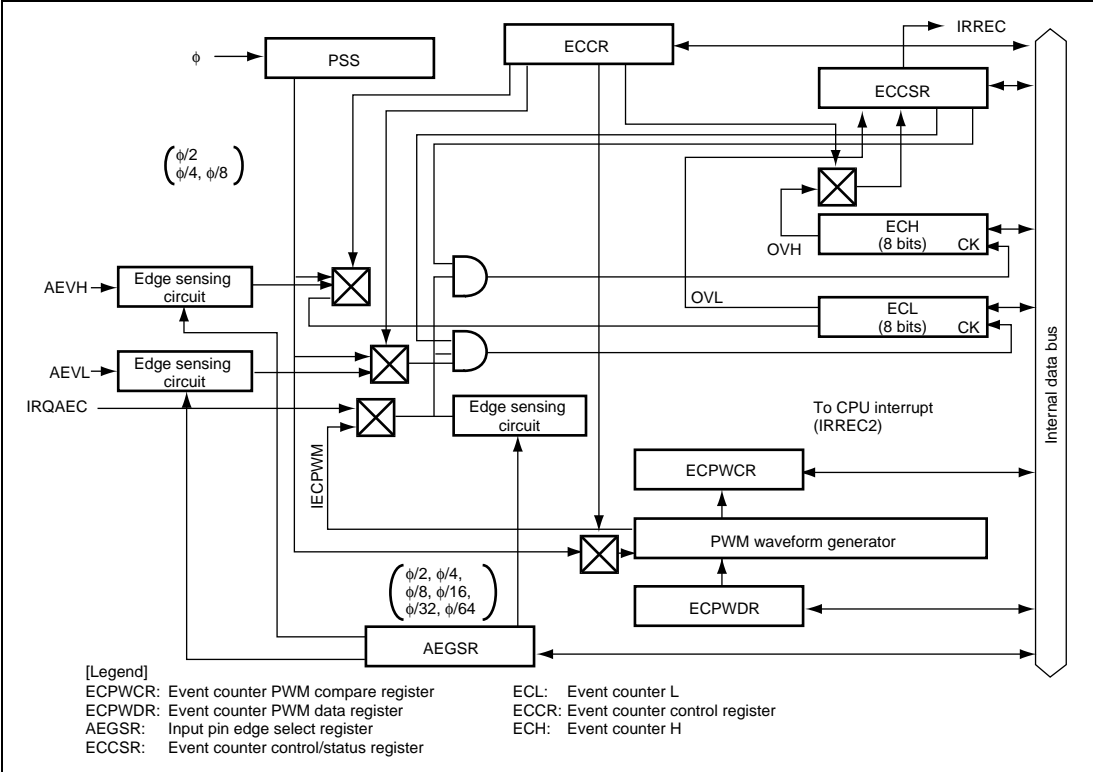 IRREC
ECCR
φ
PSS
ECCSR
φ/2
φ/4, φ/8
ECH
(8 bits)
CK
OVH
AEVH
Edge sensing
circuit
OVL
ECL
(8 bits)
CK
AEVL
Edge sensing
circuit
IRQAEC
Edge sensing
circuit
To CPU interrupt
(IRREC2)
Internal data bus
IECPWM
ECPWCR
PWM waveform generator
φ/2, φ/4,
φ/8, φ/16,
φ/32, φ/64
ECPWDR
AEGSR
[Legend]
ECPWCR: Event counter PWM compare register
ECPWDR: Event counter PWM data register
AEGSR: Input pin edge select register
ECCSR: Event counter control/status register
ECL: Event counter L
ECCR: Event counter control register
ECH: Event counter H